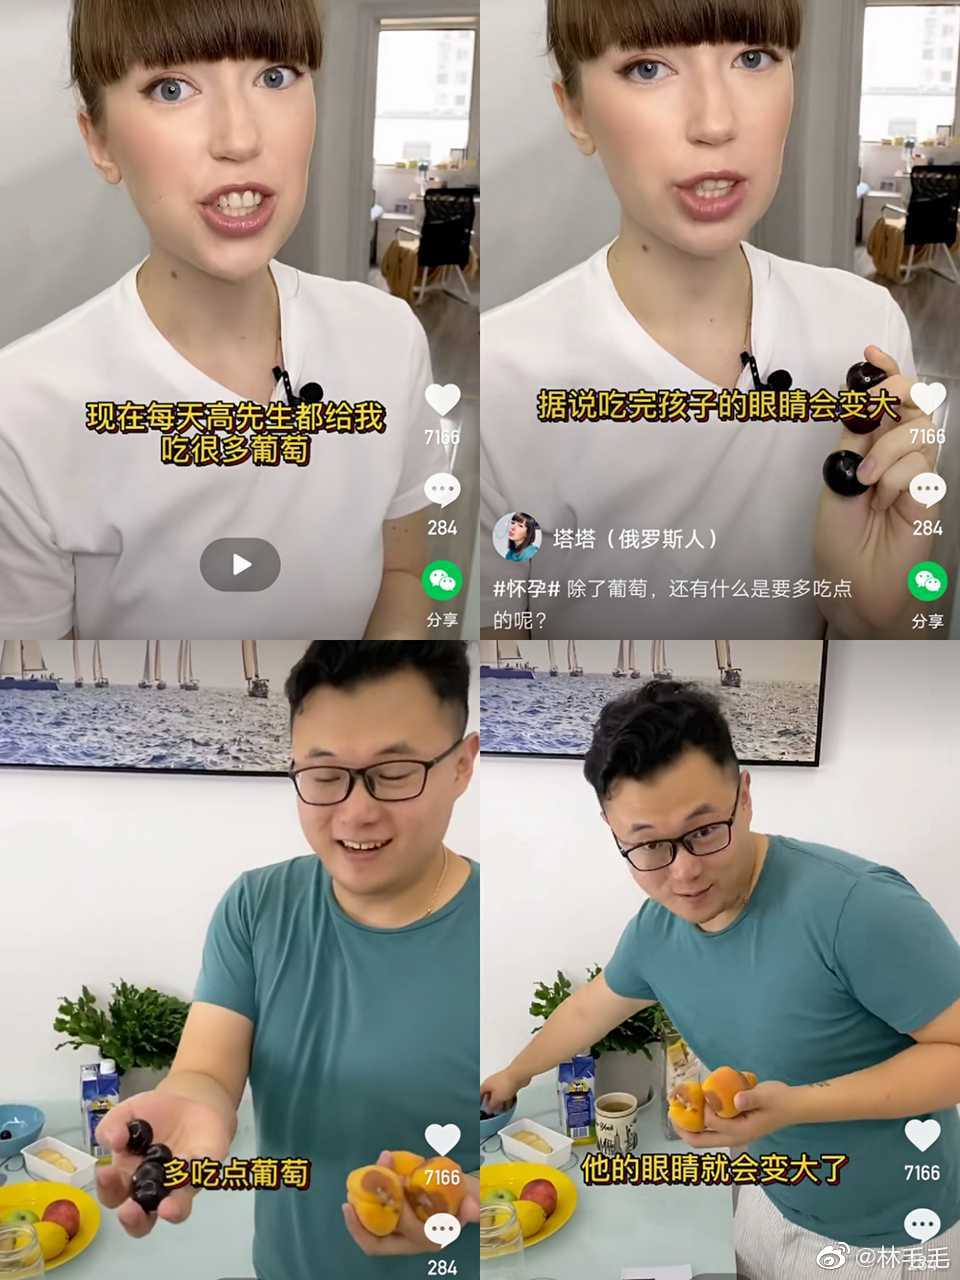 现在每天高先生都给我
吃很多葡萄
7166
284
分享
据说吃完孩子的眼睛会变大
7166
284
塔塔（俄罗斯人）
#怀孕# 除了葡萄，还有什么是要多吃点
的呢？
分享
多吃点葡萄
7166
284
他的眼睛就会变大了
7166
@林毛毛